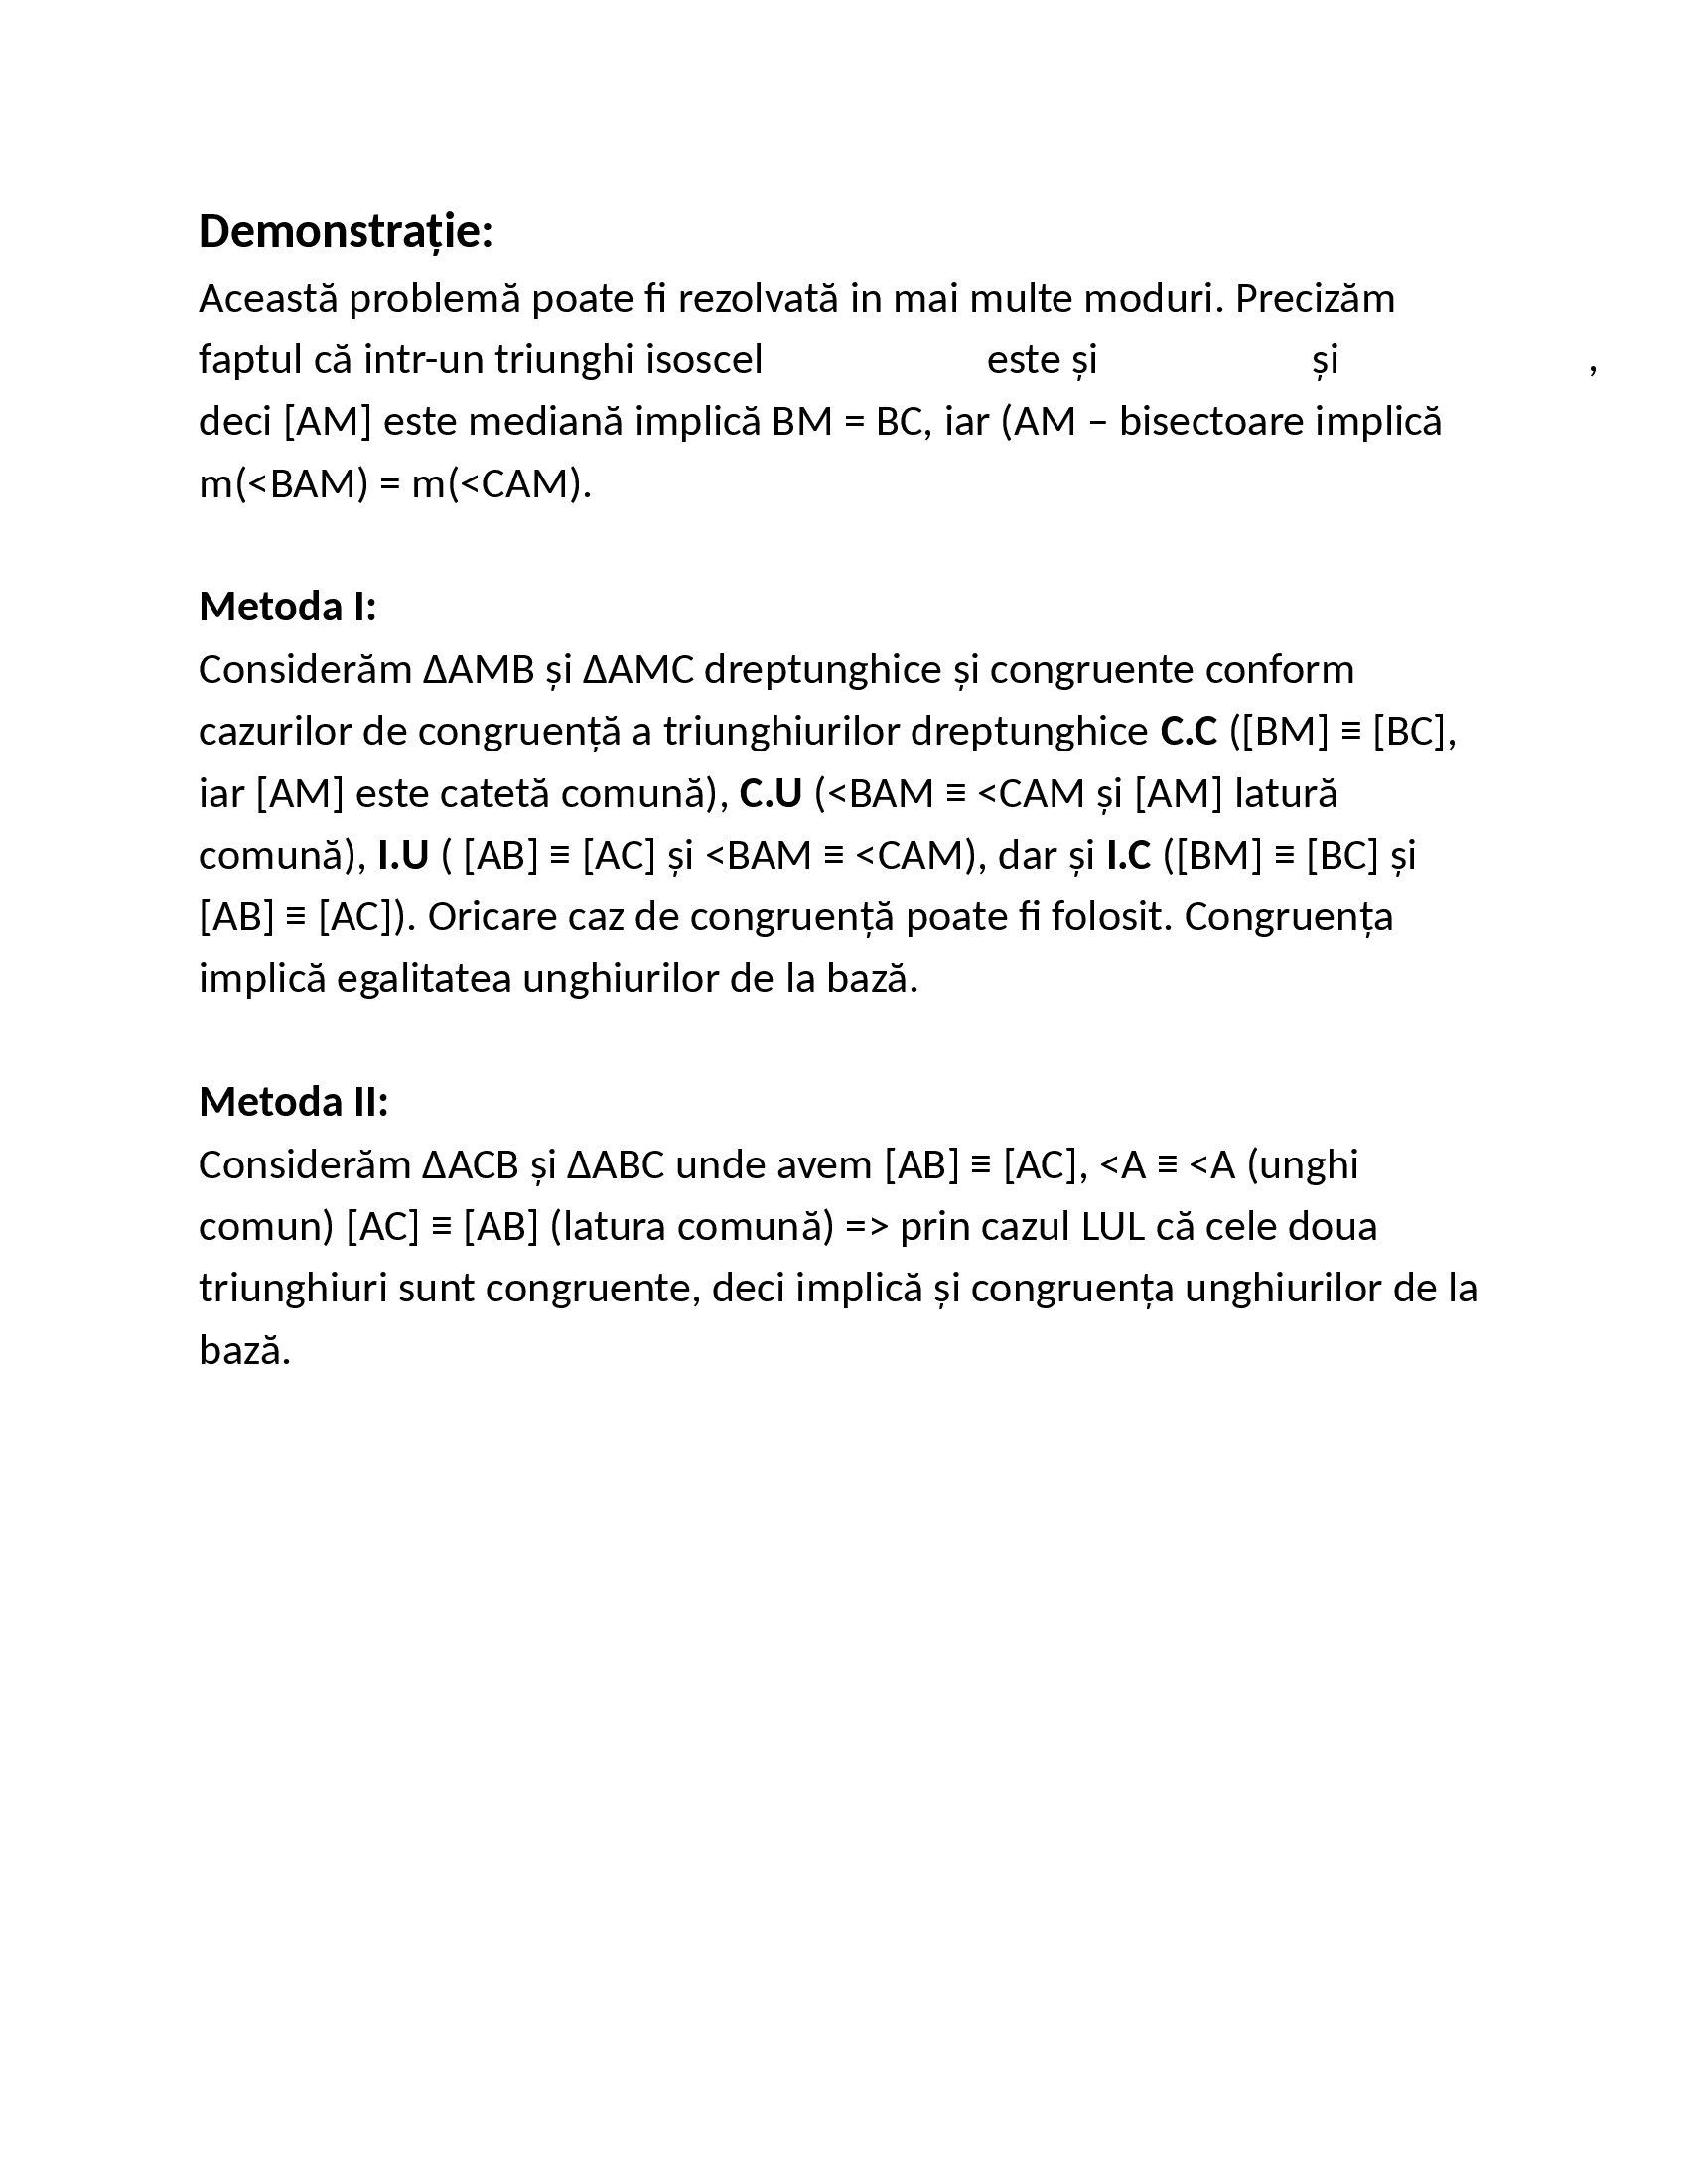 Demonstrație:
Această problemă poate fi rezolvată in mai multe moduri. Precizăm
faptul că intr-un triunghi isoscel este și și ,
deci [AM] este mediană implică BM = BC, iar (AM – bisectoare implică
m(<BAM) = m(<CAM).
Metoda I:
Considerăm ΔAMB și ΔAMC dreptunghice și congruente conform
cazurilor de congruență a triunghiurilor dreptunghice C.C ([BM] ≡ [BC],
iar [AM] este catetă comună), C.U (<BAM ≡ <CAM și [AM] latură
comună), I.U ( [AB] ≡ [AC] și <BAM ≡ <CAM), dar și I.C ([BM] ≡ [BC] și
[AB] ≡ [AC]). Oricare caz de congruență poate fi folosit. Congruența
implică egalitatea unghiurilor de la bază.
Metoda II:
Considerăm ΔACB și ΔABC unde avem [AB] ≡ [AC], <A ≡ <A (unghi
comun) [AC] ≡ [AB] (latura comună) => prin cazul LUL că cele doua
triunghiuri sunt congruente, deci implică și congruența unghiurilor de la
bază.